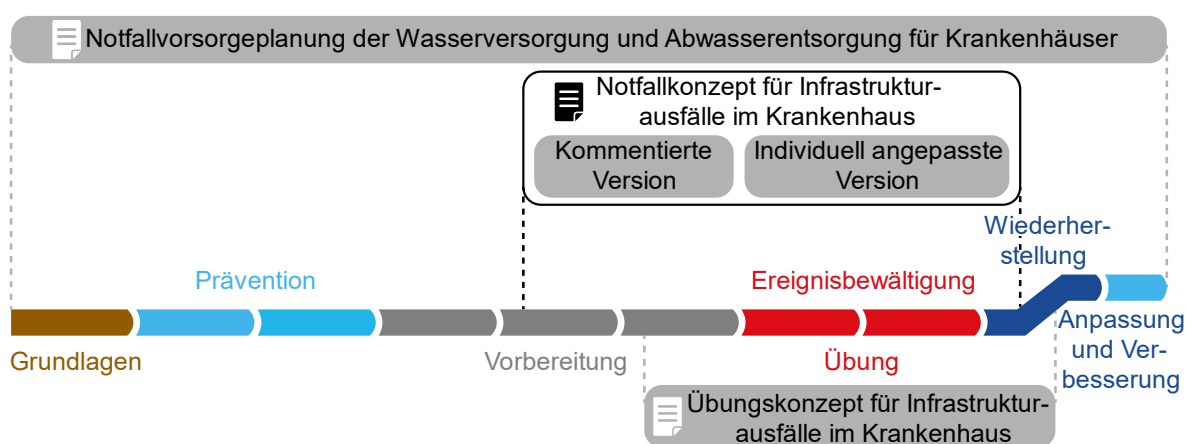 Notfallvorsorgeplanung der Wasserversorgung und Abwasserentsorgung für Krankenhäuser
Notfallkonzept für Infrastruktur-
ausfälle im Krankenhaus
Kommentierte
Version
Individuell angepasste
Version
Wiederher-
stellung
Prävention
Ereignisbewältigung
Grundlagen
Vorbereitung
Übung
Anpassung
und Ver-
besserung
Übungskonzept für Infrastruktur-
ausfälle im Krankenhaus